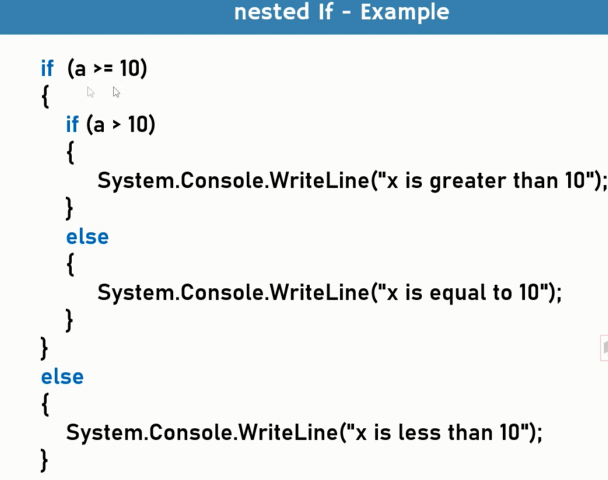 nested If - Example
if (a >= 10)
{
if (a > 10)
{
System.Console.WriteLine("x is greater than 10");
}
else
{
System.Console.WriteLine("x is equal to 10");
}
}
else
{
System.Console.WriteLine("x is less than 10");
}